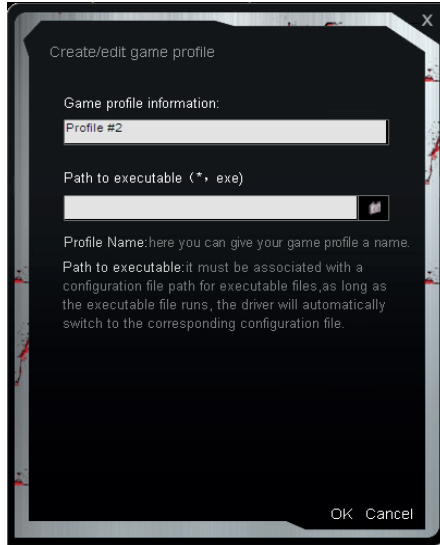 X
Create/edit game profile
Game profile information:
Profile #2
Path to executable（*，exe)
Profile Name:here you can give your game profile a name.
Path to executable:it must be associated with a
configuration file path for executable files,as long as
the executable file runs, the driver will automatically
switch to the corresponding configuration file.
OK Cancel